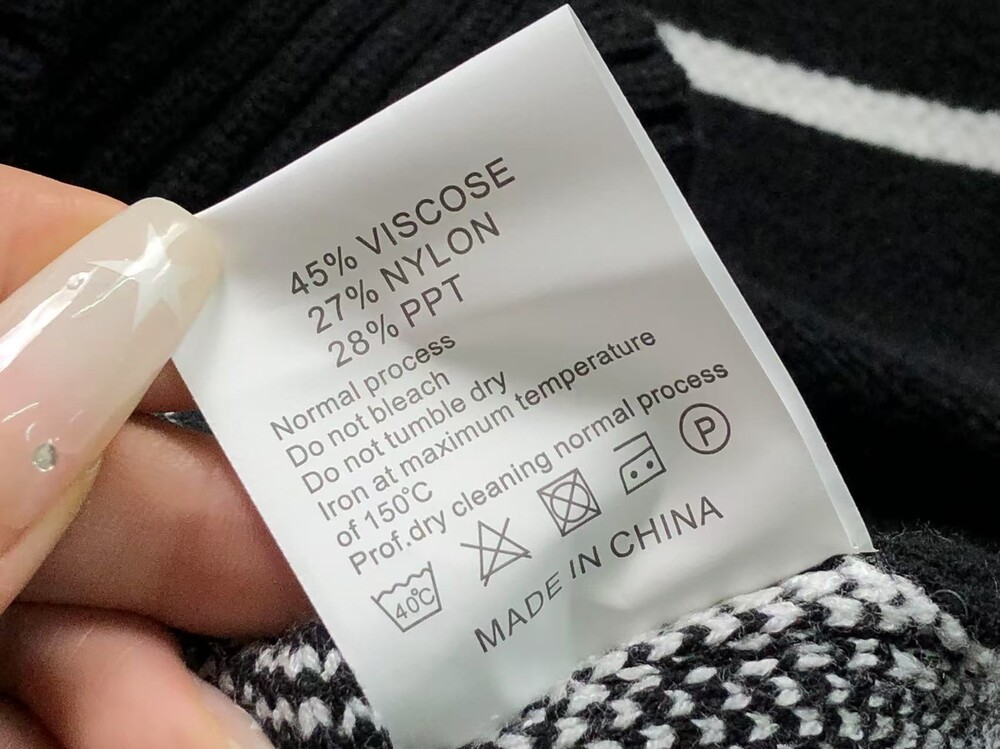 45% VISCOSE
27% NYLON
28% PPT
Normal process
Do not bleach
Do not tumble dry
Iron at maximum temperature
of 150°C
Prof.dry cleaning normal process
40°C
P
MADE IN CHINA